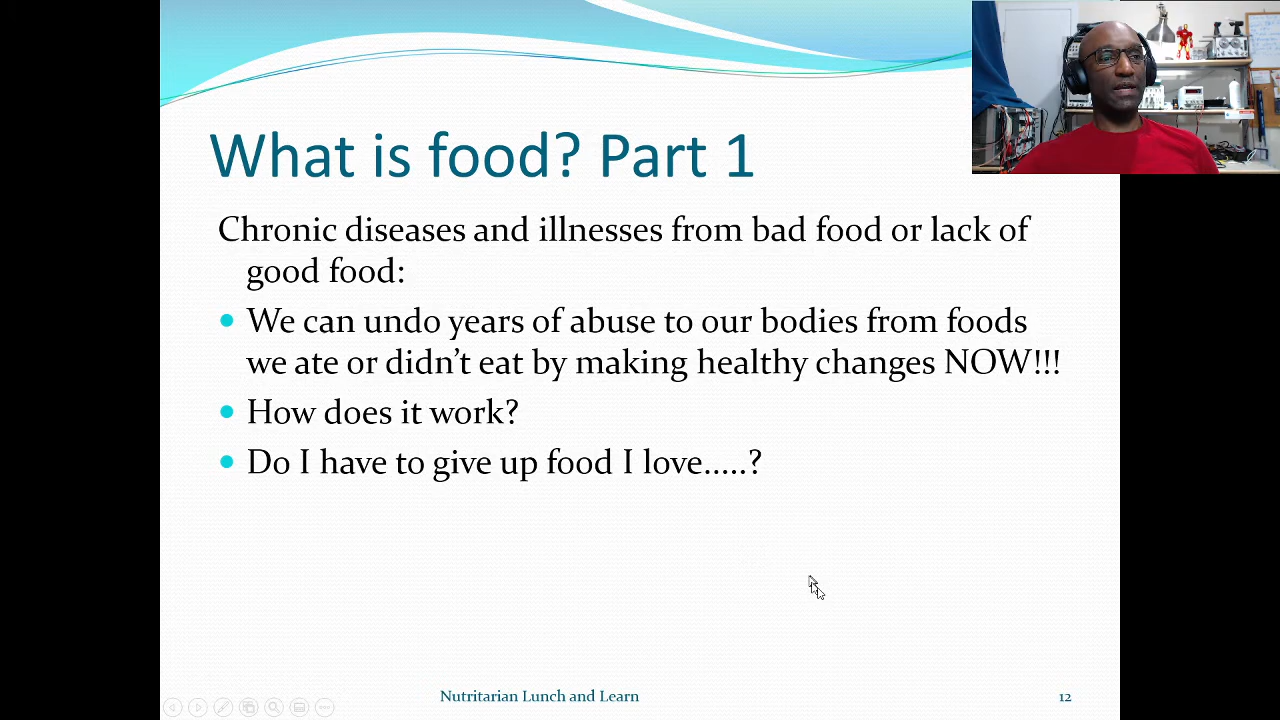 What is food? Part 1
Chronic diseases and illnesses from bad food or lack of
good food:
We can undo years of abuse to our bodies from foods
we ate or didn't eat by making healthy changes NOW!!!
How does it work?
Do I have to give up food I love.....?
Nutritarian Lunch and Learn
12